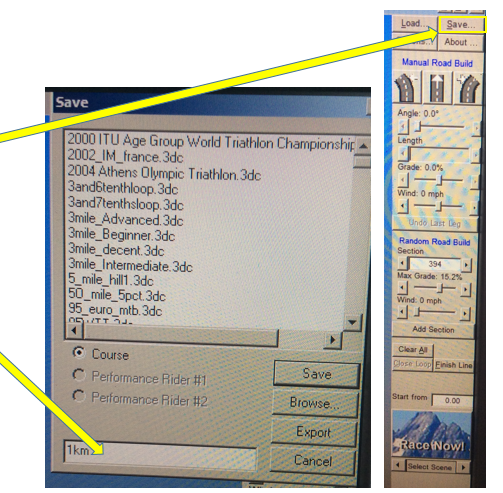 Save
2000 ITU Age Group World Triathlon Championship
2002_IM_france.3dc
2004 Athens Olympic Triathlon.3dc
3and6tenthloop.3dc
3and7tenthsloop.3dc
3mile_Advanced.3dc
3mile_Beginner.3dc
3mile_decent.3dc
3mile_Intermediate.3dc
5_mile_hill1.3dc
50_mile_5pct.3dc
95_euro_mtb.3dc
Course
Performance Rider #1
Performance Rider #2
Save
Browse...
Export
Cancel
1km
Load... Save...
About ...
Manual Road Build
Angle: 0.0°
Length
Grade: 0.0%
Wind: 0 mph
Undo Last Leg
Random Road Build
Section
394
Max Grade: 15.2%
Wind: 0 mph
Add Section
Clear All
Close Loop Finish Line
Start from 0.00
Race Now!
Select Scene